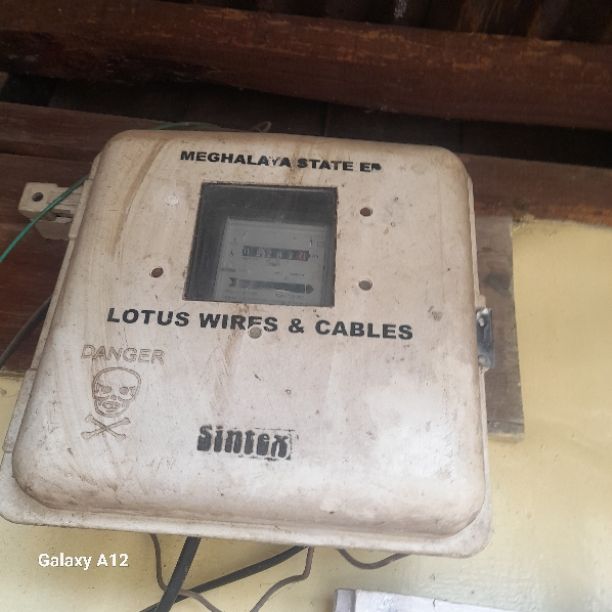 MEGHALAYA STATE EB
LOTUS WIRES & CABLES
DANGER
Sintex
Galaxy A12